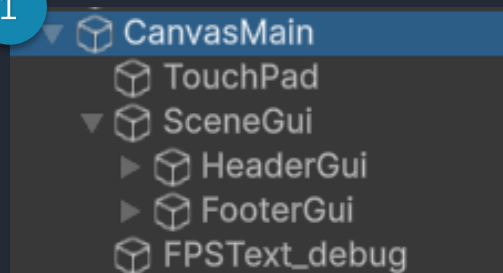 1
CanvasMain
TouchPad
SceneGui
HeaderGui
FooterGui
FPSText_debug